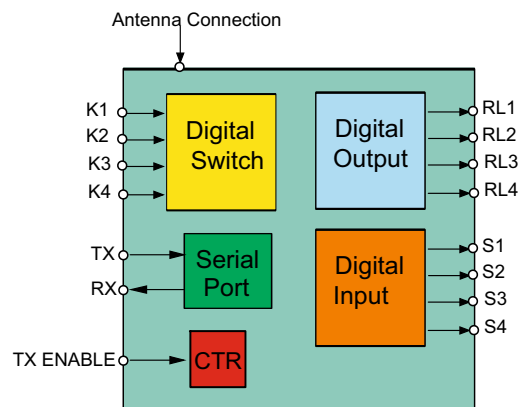 Antenna Connection
K1
K2
K3
K4
Digital
Switch
Digital
Output
RL1
RL2
RL3
RL4
TX
RX
Serial
Port
Digital
Input
S1
S2
S3
S4
TX ENABLE
CTR